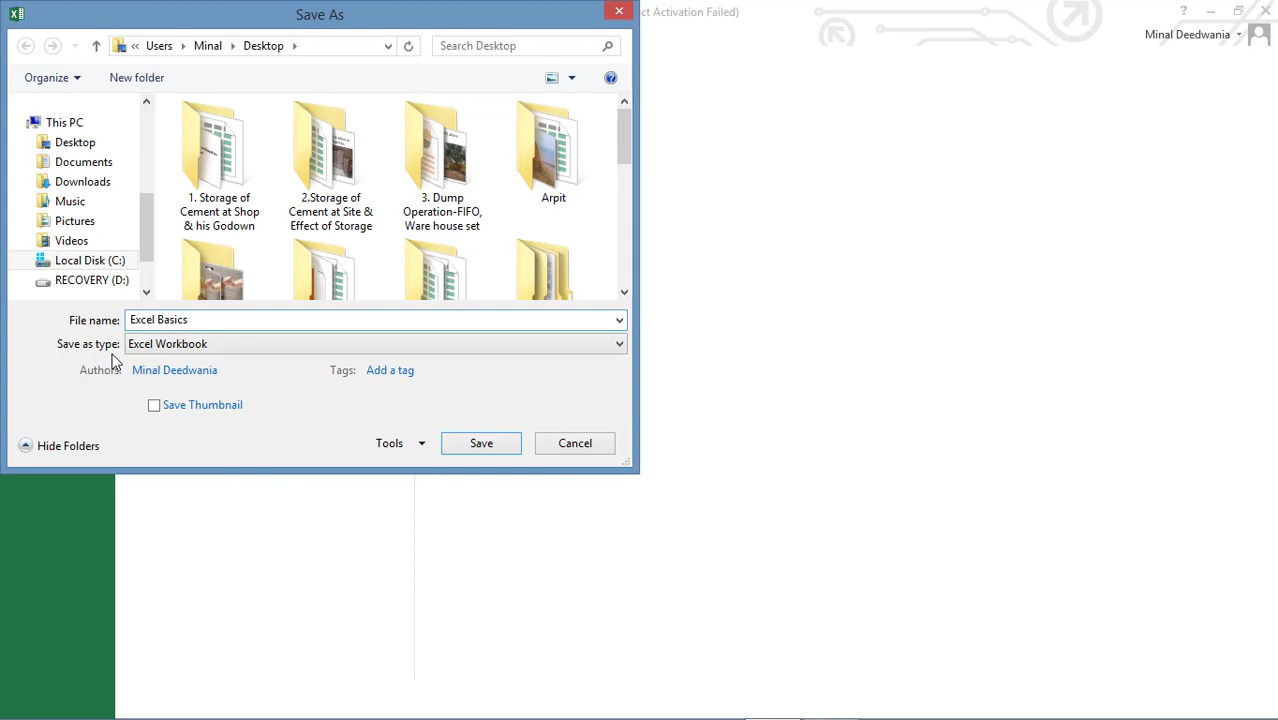 Save As
ct Activation Failed)
Minal Deedwania
Users Minal Desktop
Search Desktop
Organize
New folder
This PC
Desktop
Documents
Downloads
Music
Pictures
Videos
Local Disk (C:)
RECOVERY (D:)
1. Storage of
Cement at Shop
& his Godown
2.Storage of
Cement at Site &
Effect of Storage
3. Dump
Operation-FIFO,
Ware house set
Arpit
File name: Excel Basics
Save as type: Excel Workbook
Authors: Minal Deedwania
Tags: Add a tag
Save Thumbnail
Hide Folders
Tools
Save
Cancel